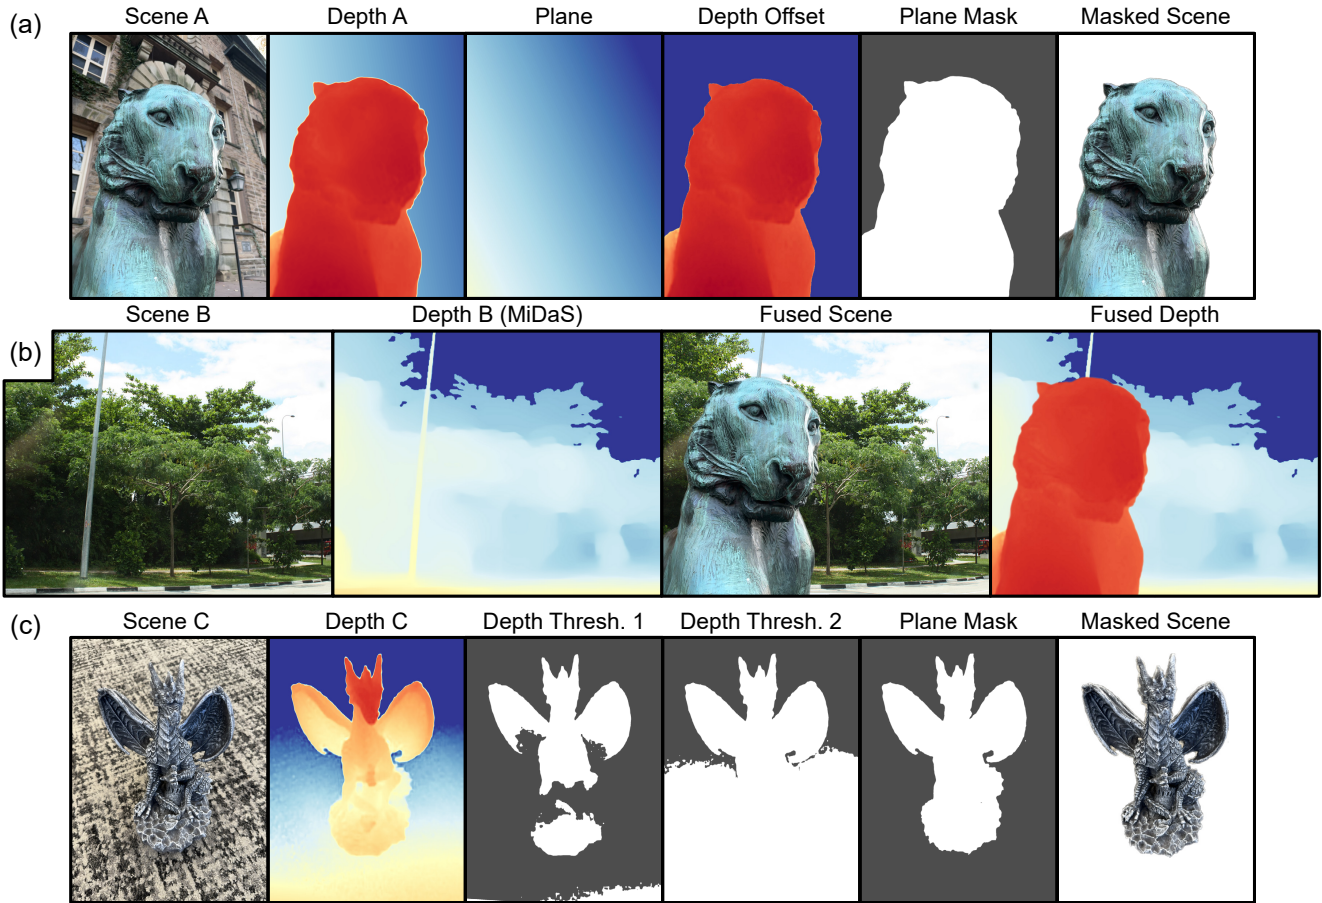 (a)
Scene A Depth A Plane Depth Offset Plane Mask Masked Scene
(b)
Scene B Depth B (MiDaS) Fused Scene Fused Depth
(c)
Scene C Depth C Depth Thresh. 1 Depth Thresh. 2 Plane Mask Masked Scene